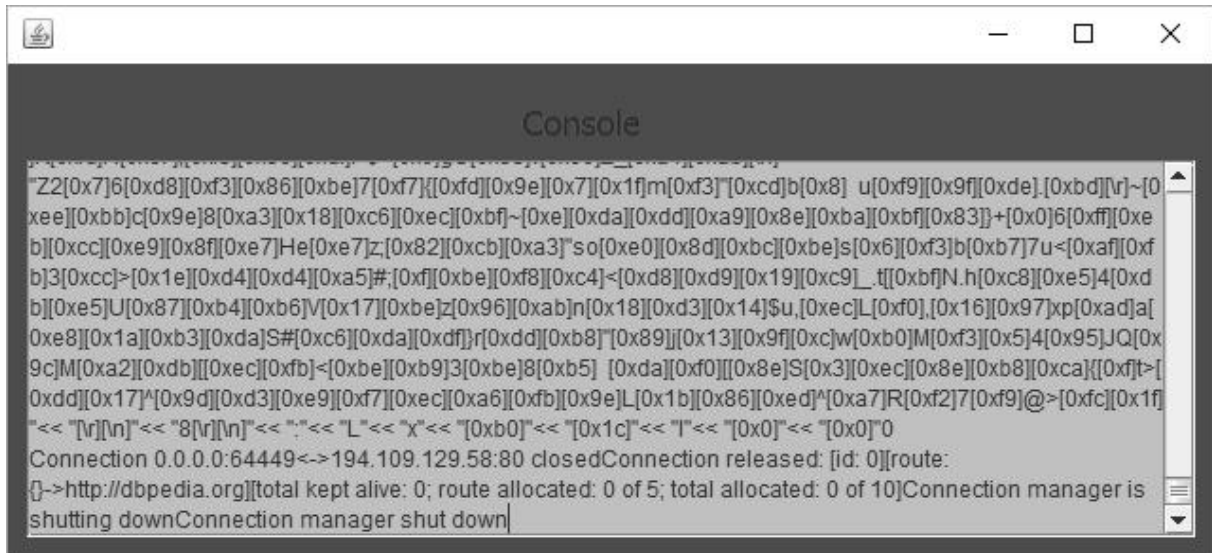 Console
"Z2[0x7]6[0xd8][0xf3][0x86][0xbe]7[0xf7]{[0xfd][0x9e][0x7][0x1f]m[0xf3]"[0xcd]b[0x8] u[0xf9][0x9f][0xde].[0xbd][\r]~[0
xee][0xbb]c[0x9e]8[0xa3][0x18][0xc6][0xec][0xbf]~[0xe][0xda][0xdd][0xa9][0x8e][0xba][0xbf][0x83]}+[0x0]6[0xff][0xe
b][0xcc][0xe9][0x8f][0xe7]He[0xe7]z;[0x82][0xcb][0xa3]"so[0xe0][0x8d][0xbc][0xbe]s[0x6][0xf3]b[0xb7]7u<[0xaf][0xf
b]3[0xcc]>[0x1e][0xd4][0xd4][0xa5]#;[0xf][0xbe][0xf8][0xc4]<[0xd8][0xd9][0x19][0xc9]_.t[[0xbf]N.h[0xc8][0xe5]4[0xd
b][0xe5]U[0x87][0xb4][0xb6]V[0x17][0xbe]z[0x96][0xab]n[0x18][0xd3][0x14]$u,[0xec]L[0xf0],[0x16][0x97]xp[0xad]a[
0xe8][0x1a][0xb3][0xda]S#[0xc6][0xda][0xdf]}r[0xdd][0xb8]"[0x89]j[0x13][0x9f][0xc]w[0xb0]M[0xf3][0x5]4[0x95]JQ[0x
9c]M[0xa2][0xdb][[0xec][0xfb]<[0xbe][0xb9]3[0xbe]8[0xb5] [0xda][0xf0][[0x8e]S[0x3][0xec][0x8e][0xb8][0xca]{[0xf]t>[
0xdd][0x17]^[0x9d][0xd3][0xe9][0xf7][0xec][0xa6][0xfb][0x9e]L[0x1b][0x86][0xed]^[0xa7]R[0xf2]7[0xf9]@>[0xfc][0x1f]
"<< "[\r][\n]"<< "8[\r][\n]"<< ":"<< "L"<< "x"<< "[0xb0]"<< "[0x1c]"<< "I"<< "[0x0]"<< "[0x0]"0
Connection 0.0.0.0:64449<->194.109.129.58:80 closedConnection released: [id: 0][route:
{}->http://dbpedia.org][total kept alive: 0; route allocated: 0 of 5; total allocated: 0 of 10]Connection manager is
shutting downConnection manager shut down